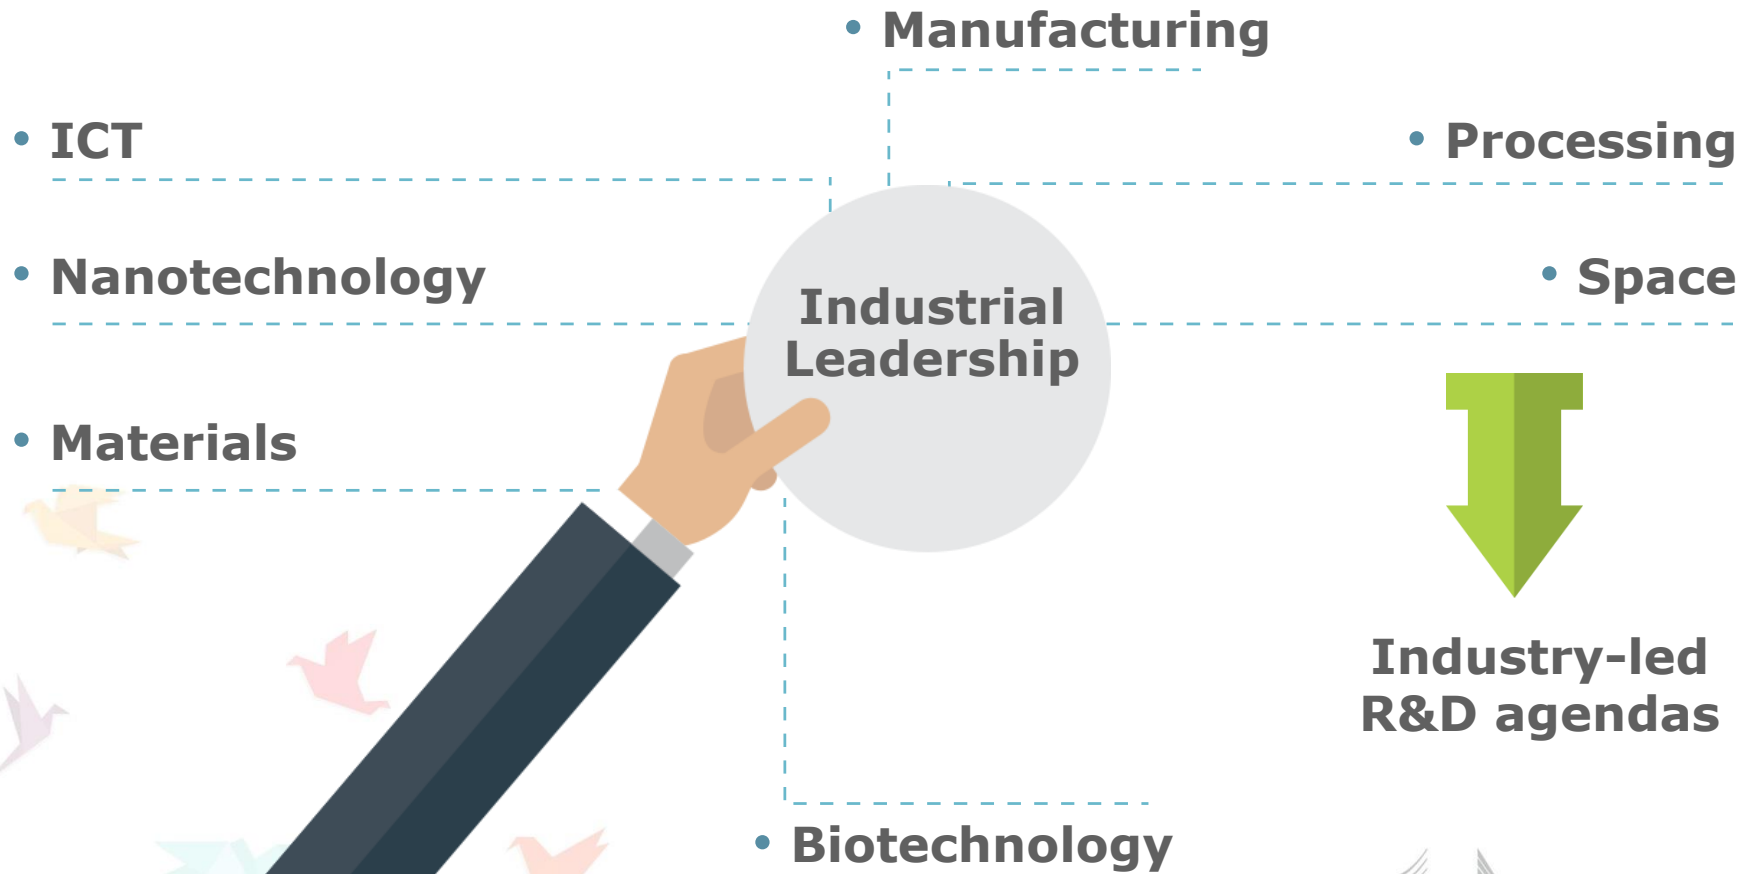 • Manufacturing
• ICT
• Processing
• Nanotechnology
• Space
Industrial
Leadership
• Materials
Industry-led
R&D agendas
• Biotechnology